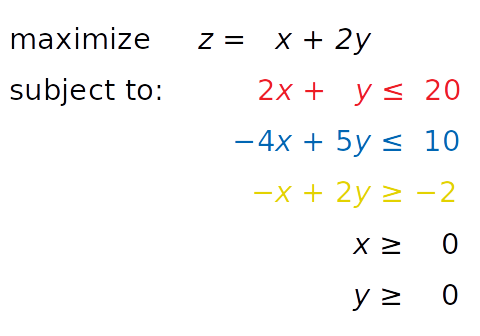 maximize z = x + 2y
subject to: 2x + y ≤ 20
−4x + 5y ≤ 10
−x + 2y ≥ −2
x ≥ 0
y ≥ 0